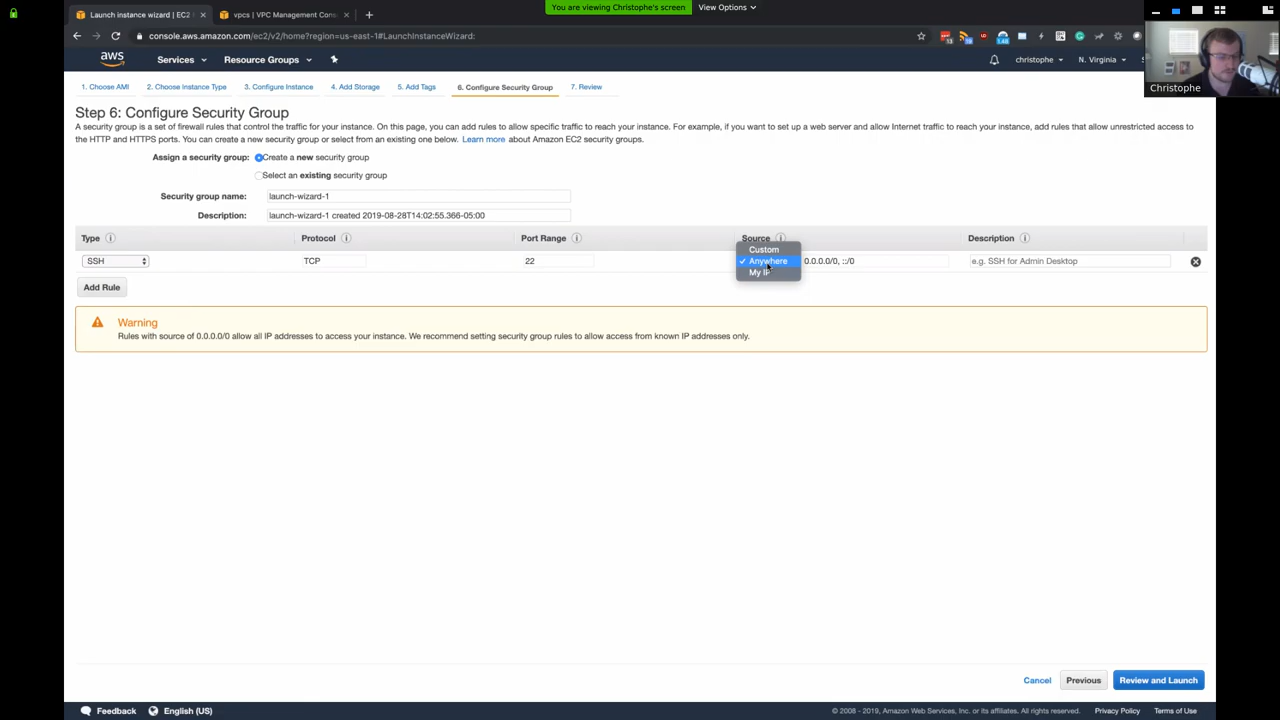 You are viewing Christophe's screen
View Options
Launch instance wizard | EC2
vpcs | VPC Management Cons
console.aws.amazon.com/ec2/v2/home?region=us-east-1#LaunchInstanceWizard:
aws
Services
Resource Groups
christophe
N. Virginia
Christophe
1. Choose AMI
2. Choose Instance Type
3. Configure Instance
4. Add Storage
5. Add Tags
6. Configure Security Group
7. Review
Step 6: Configure Security Group
A security group is a set of firewall rules that control the traffic for your instance. On this page, you can add rules to allow specific traffic to reach your instance. For example, if you want to set up a web server and allow Internet traffic to reach your instance, add rules that allow unrestricted access to
the HTTP and HTTPS ports. You can create a new security group or select from an existing one below. Learn more about Amazon EC2 security groups.
Assign a security group:
Create a new security group
Select an existing security group
Security group name:
launch-wizard-1
Description:
launch-wizard-1 created 2019-08-28T14:02:55.366-05:00
Type
Protocol
Port Range
Source
Description
Custom
SSH
TCP
22
Anywhere
0.0.0.0/0, ::/0
e.g. SSH for Admin Desktop
My IP
Add Rule
Warning
Rules with source of 0.0.0.0/0 allow all IP addresses to access your instance. We recommend setting security group rules to allow access from known IP addresses only.
Cancel
Previous
Review and Launch
Feedback
English (US)
© 2008 - 2019, Amazon Web Services, Inc. or its affiliates. All rights reserved.
Privacy Policy
Terms of Use